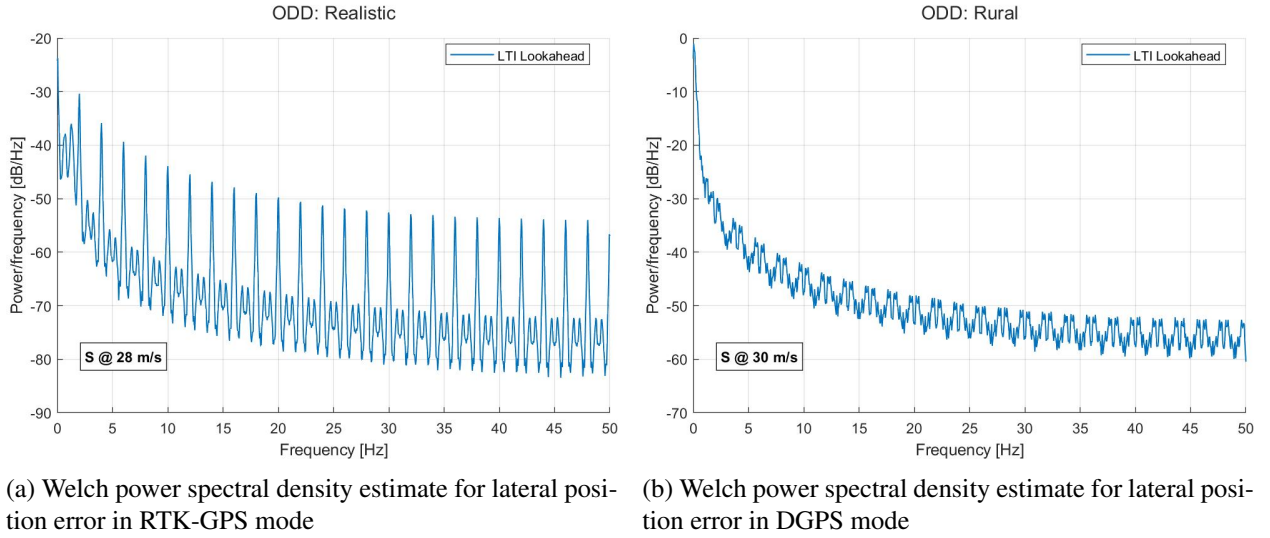 ODD: Realistic
Power/frequency [dB/Hz]
-20
-30
-40
-50
-60
-70
-80
-90
LTI Lookahead
S @ 28 m/s
0 5 10 15 20 25 30 35 40 45 50
Frequency [Hz]
(a) Welch power spectral density estimate for lateral posi-
tion error in RTK-GPS mode
ODD: Rural
Power/frequency [dB/Hz]
0
-10
-20
-30
-40
-50
-60
-70
LTI Lookahead
S @ 30 m/s
0 5 10 15 20 25 30 35 40 45 50
Frequency [Hz]
(b) Welch power spectral density estimate for lateral posi-
tion error in DGPS mode